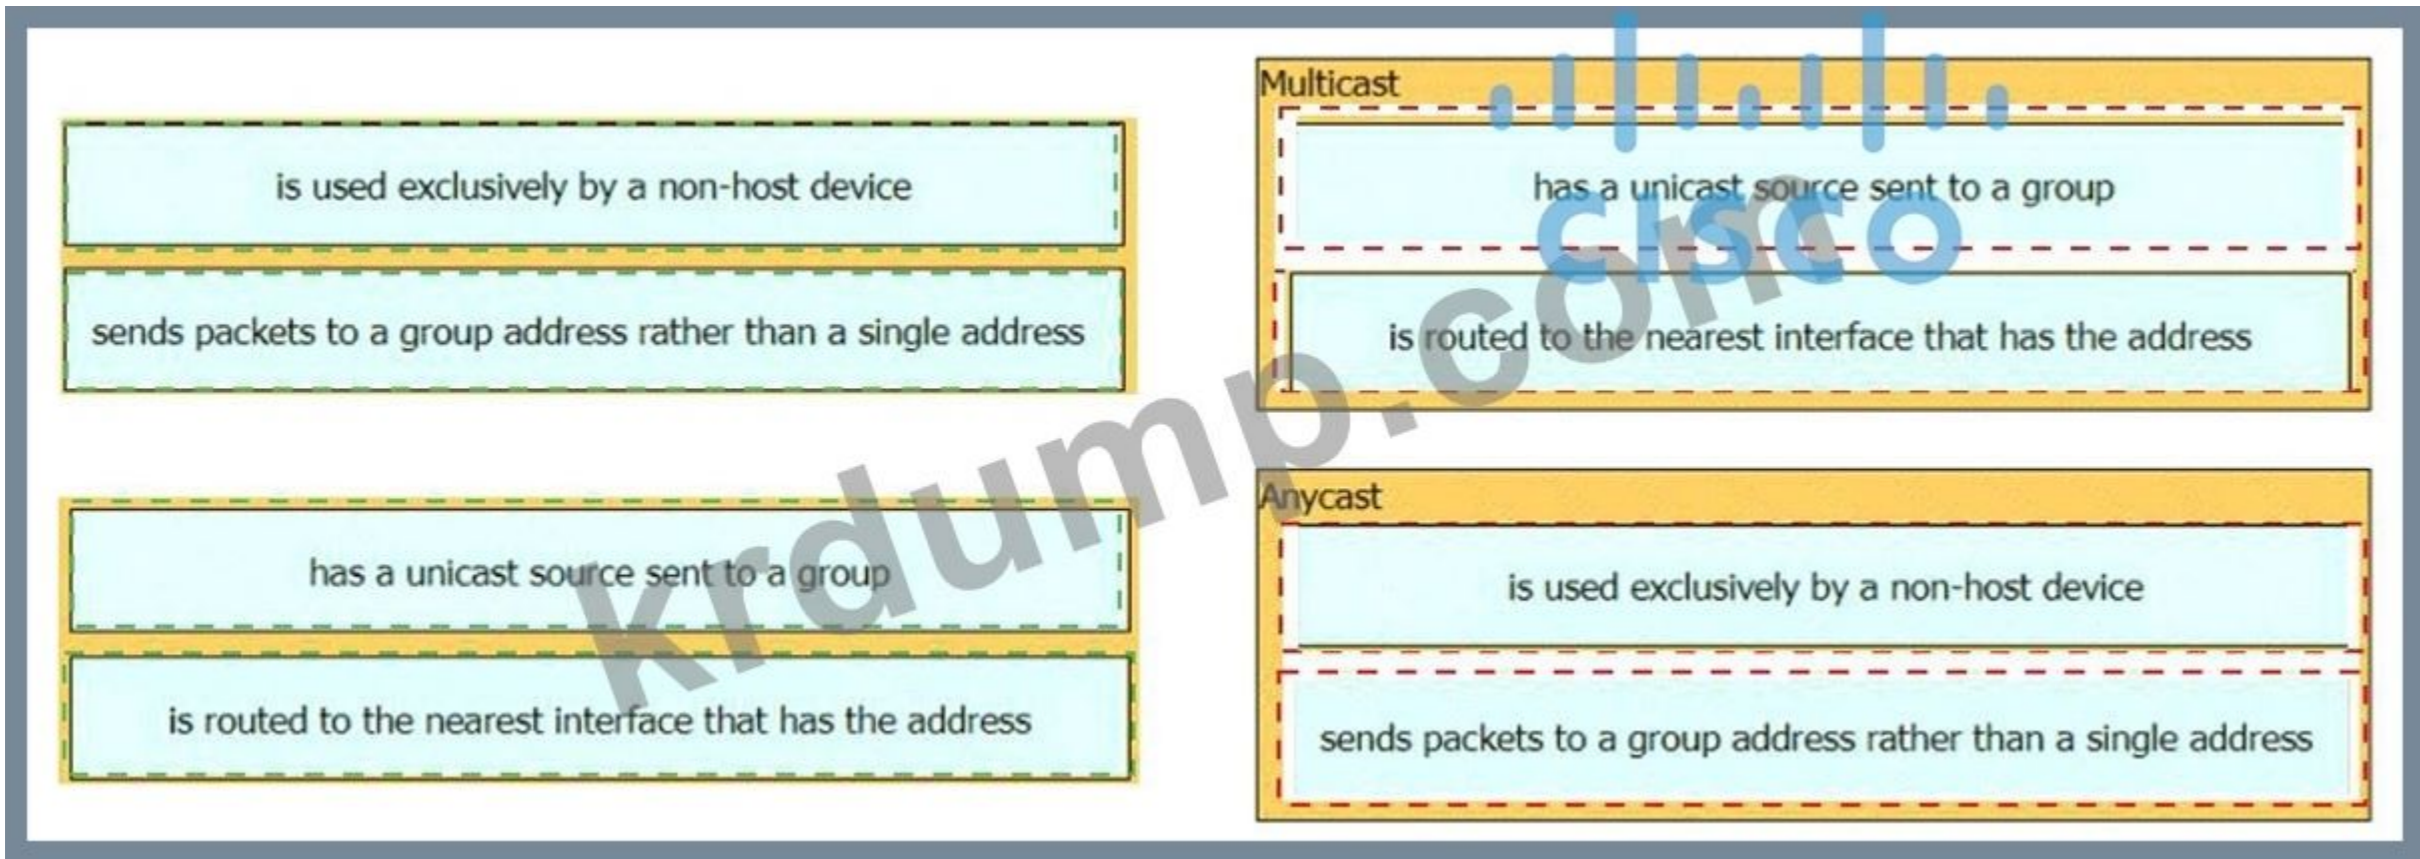 is used exclusively by a non-host device
sends packets to a group address rather than a single address
has a unicast source sent to a group
is routed to the nearest interface that has the address
Multicast
has a unicast source sent to a group
is routed to the nearest interface that has the address
Anycast
is used exclusively by a non-host device
sends packets to a group address rather than a single address
cisco
krdump.com